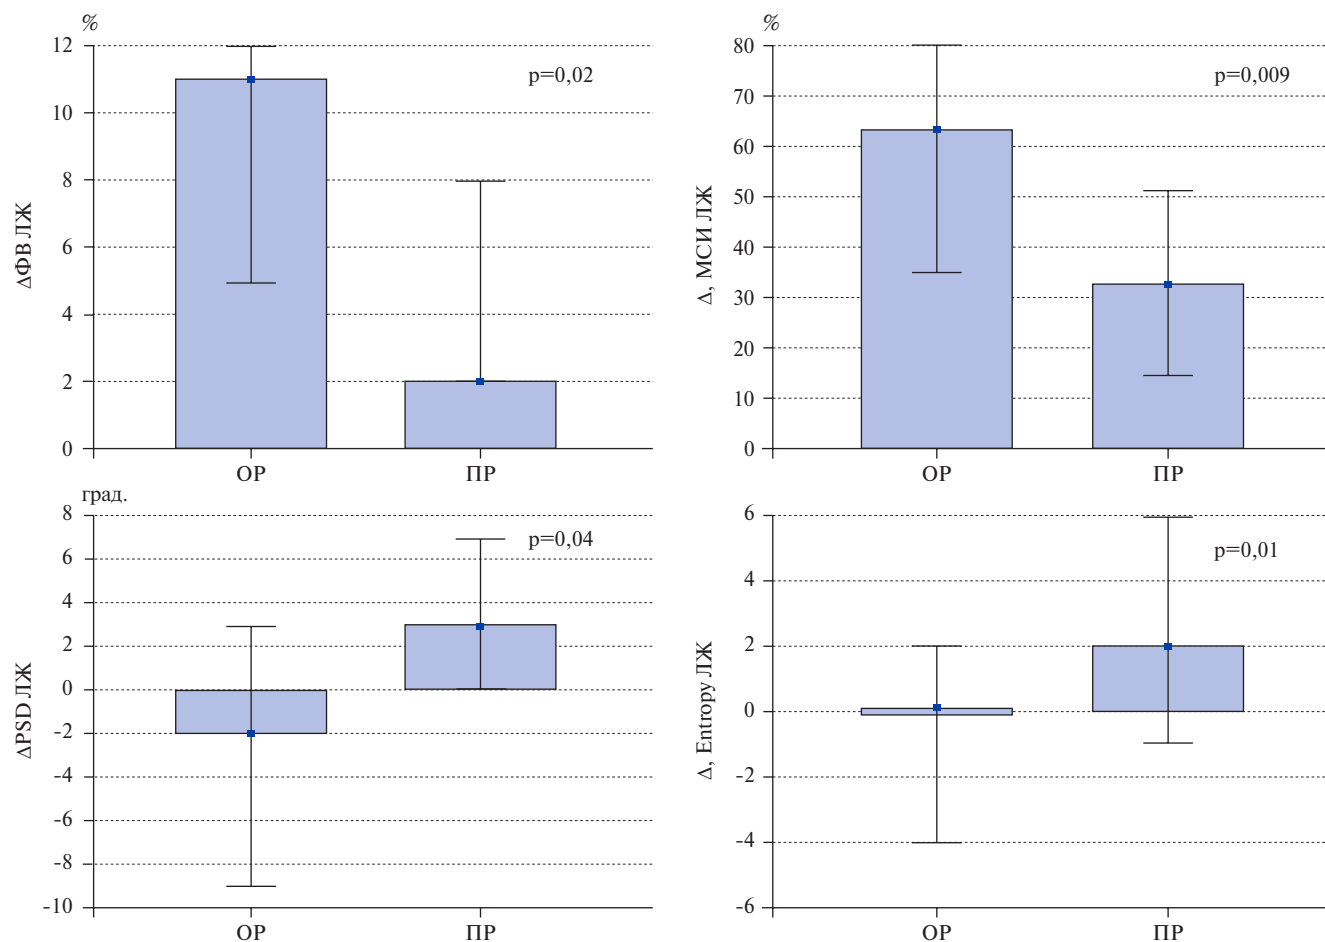 %
12
10
8
6
4
2
0
ΔФВ ЛЖ
p=0,02
ОР
ПР
%
80
70
60
50
40
30
20
10
0
Δ, МСИ ЛЖ
p=0,009
ОР
ПР
град.
8
6
4
2
0
-2
-4
-6
-8
-10
ΔPSD ЛЖ
p=0,04
ОР
ПР
6
4
2
0
-2
-4
-6
Δ, Entropy ЛЖ
p=0,01
ОР
ПР